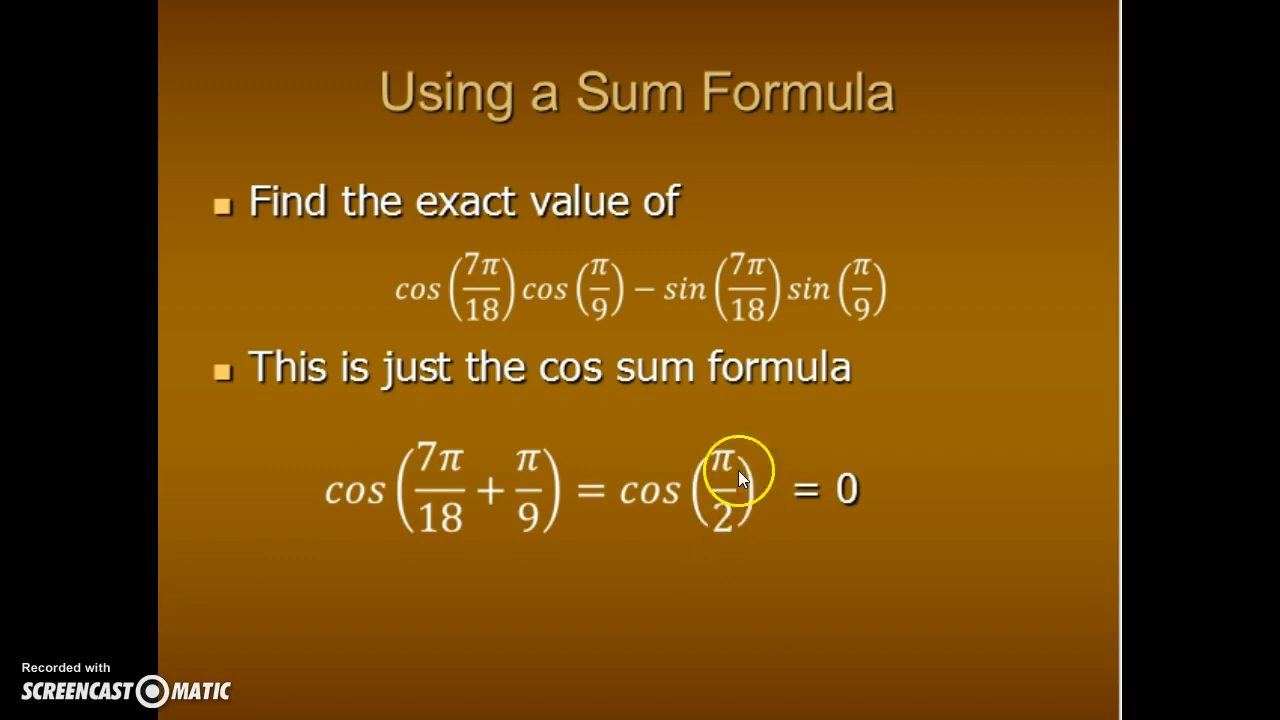 Using a Sum Formula
Find the exact value of
cos(7π/18)cos(π/9) − sin(7π/18)sin(π/9)
This is just the cos sum formula
cos(7π/18 + π/9) = cos(π/2) = 0
Recorded with
SCREENCAST O MATIC